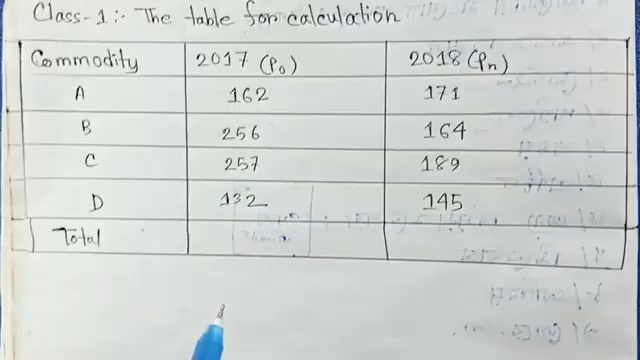 Class-1:- The table for calculation
Commodity 2017 (P0) 2018 (Pn)
A 162 171
B 256 164
C 257 189
D 132 145
Total